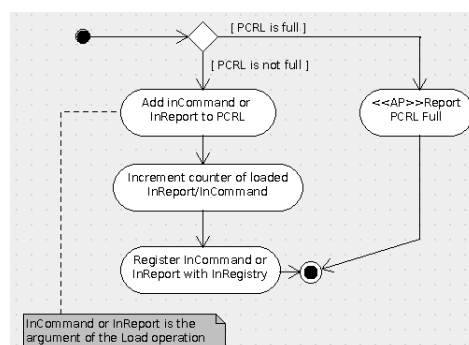 [ PCRL is full ]
[ PCRL is not full ]
Add inCommand or
InReport to PCRL
<<AP>>Report
PCRL Full
Increment counter of loaded
InReport/InCommand
Register InCommand or
InReport with InRegistry
InCommand or InReport is the
argument of the Load operation